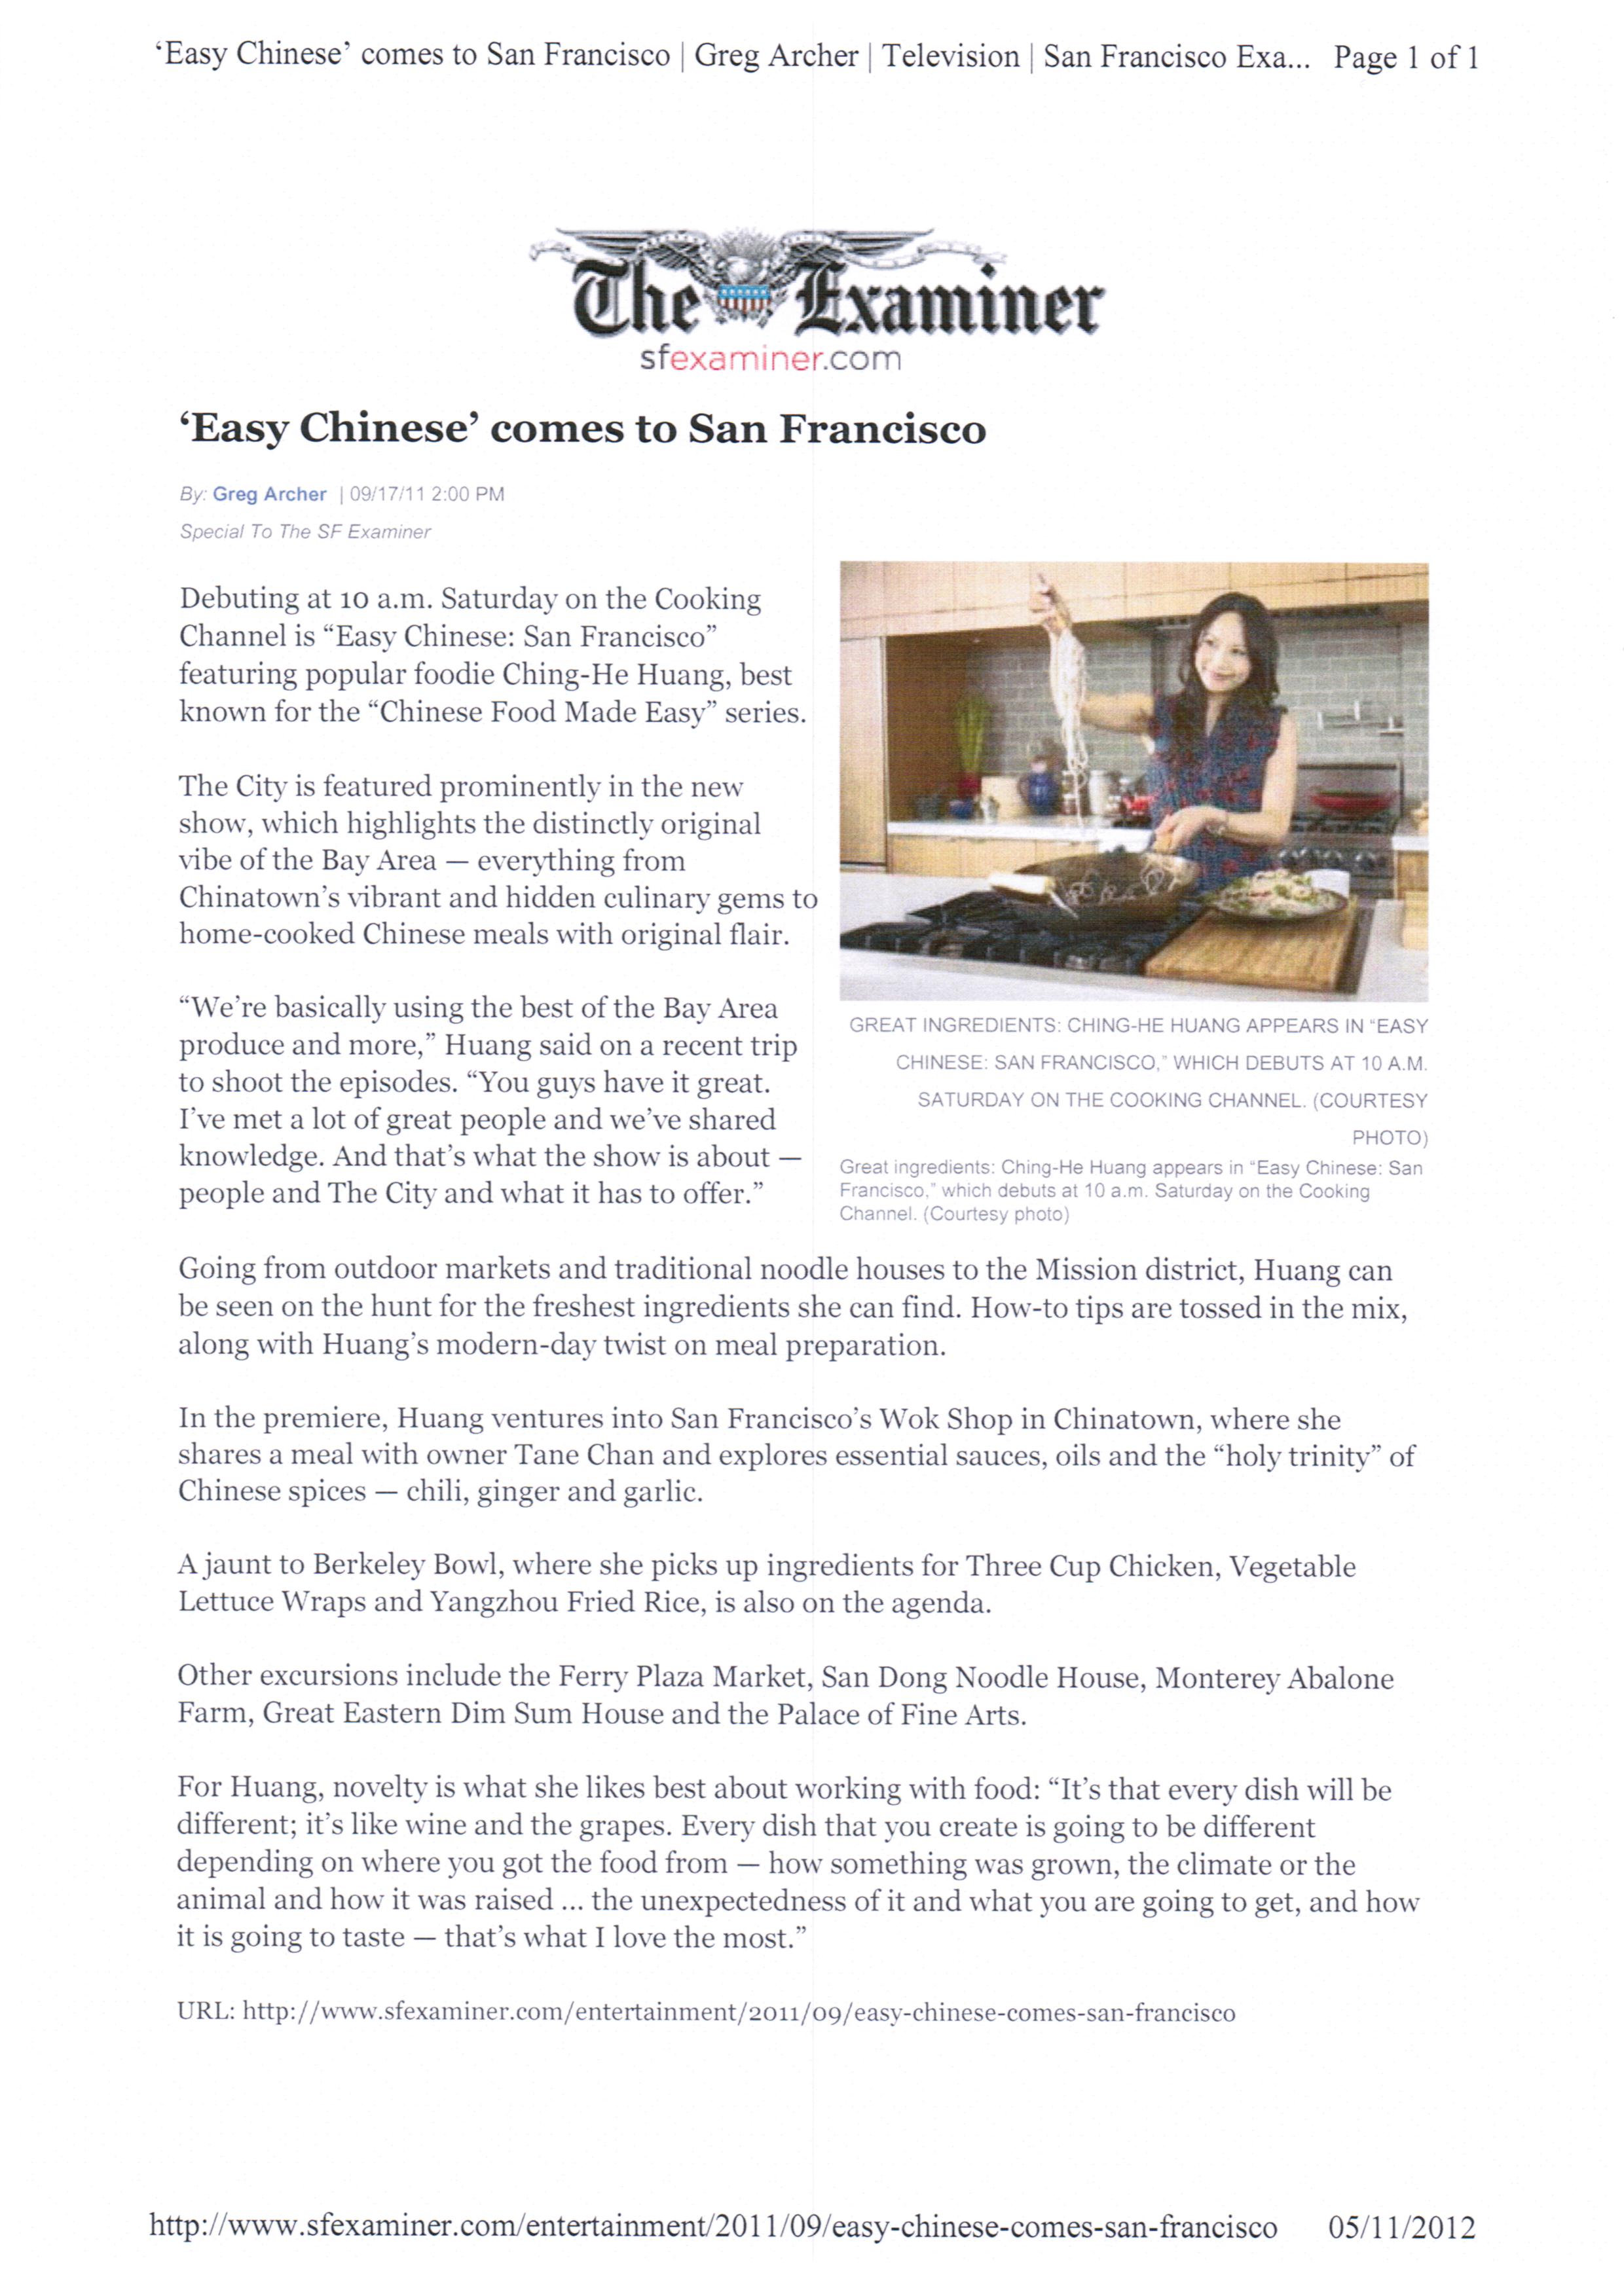 ‘Easy Chinese’ comes to San Francisco | Greg Archer | Television | San Francisco Exa... Page 1 of 1
The Examiner
sfexaminer.com
‘Easy Chinese’ comes to San Francisco
By: Greg Archer | 09/17/11 2:00 PM
Special To The SF Examiner
Debuting at 10 a.m. Saturday on the Cooking
Channel is “Easy Chinese: San Francisco”
featuring popular foodie Ching-He Huang, best
known for the “Chinese Food Made Easy” series.
The City is featured prominently in the new
show, which highlights the distinctly original
vibe of the Bay Area — everything from
Chinatown’s vibrant and hidden culinary gems to
home-cooked Chinese meals with original flair.
“We’re basically using the best of the Bay Area
produce and more,” Huang said on a recent trip
to shoot the episodes. “You guys have it great.
I’ve met a lot of great people and we’ve shared
knowledge. And that’s what the show is about —
people and The City and what it has to offer.”
GREAT INGREDIENTS: CHING-HE HUANG APPEARS IN “EASY
CHINESE: SAN FRANCISCO,” WHICH DEBUTS AT 10 A.M.
SATURDAY ON THE COOKING CHANNEL. (COURTESY
PHOTO)
Great ingredients: Ching-He Huang appears in “Easy Chinese: San
Francisco,” which debuts at 10 a.m. Saturday on the Cooking
Channel. (Courtesy photo)
Going from outdoor markets and traditional noodle houses to the Mission district, Huang can
be seen on the hunt for the freshest ingredients she can find. How-to tips are tossed in the mix,
along with Huang’s modern-day twist on meal preparation.
In the premiere, Huang ventures into San Francisco’s Wok Shop in Chinatown, where she
shares a meal with owner Tane Chan and explores essential sauces, oils and the “holy trinity” of
Chinese spices — chili, ginger and garlic.
A jaunt to Berkeley Bowl, where she picks up ingredients for Three Cup Chicken, Vegetable
Lettuce Wraps and Yangzhou Fried Rice, is also on the agenda.
Other excursions include the Ferry Plaza Market, San Dong Noodle House, Monterey Abalone
Farm, Great Eastern Dim Sum House and the Palace of Fine Arts.
For Huang, novelty is what she likes best about working with food: “It’s that every dish will be
different; it’s like wine and the grapes. Every dish that you create is going to be different
depending on where you got the food from — how something was grown, the climate or the
animal and how it was raised ... the unexpectedness of it and what you are going to get, and how
it is going to taste — that’s what I love the most.”
URL: http://www.sfexaminer.com/entertainment/2011/09/easy-chinese-comes-san-francisco
http://www.sfexaminer.com/entertainment/2011/09/easy-chinese-comes-san-francisco 05/11/2012